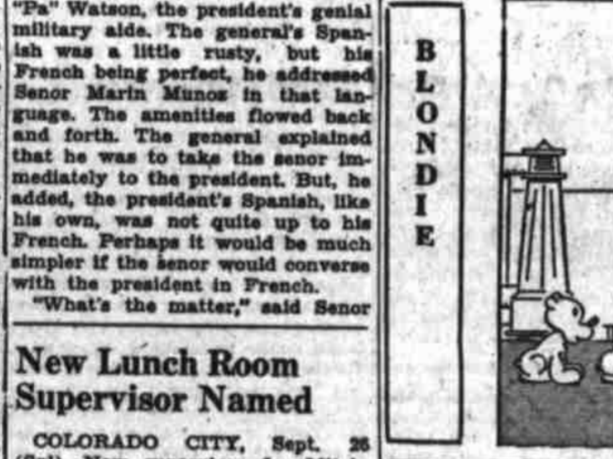 "Pa" Watson, the president's genial
military aide. The general's Span-
ish was a little rusty, but his
French being perfect, he addressed
Senor Marin Munoz in that lan-
guage. The amenities flowed back
and forth. The general explained
that he was to take the senor im-
mediately to the president. But, he
added, the president's Spanish, like
his own, was not quite up to his
French. Perhaps it would be much
simpler if the senor would converse
with the president in French.
"What's the matter," said Senor
New Lunch Room
Supervisor Named
COLORADO CITY, Sept. 26
BLONDIE